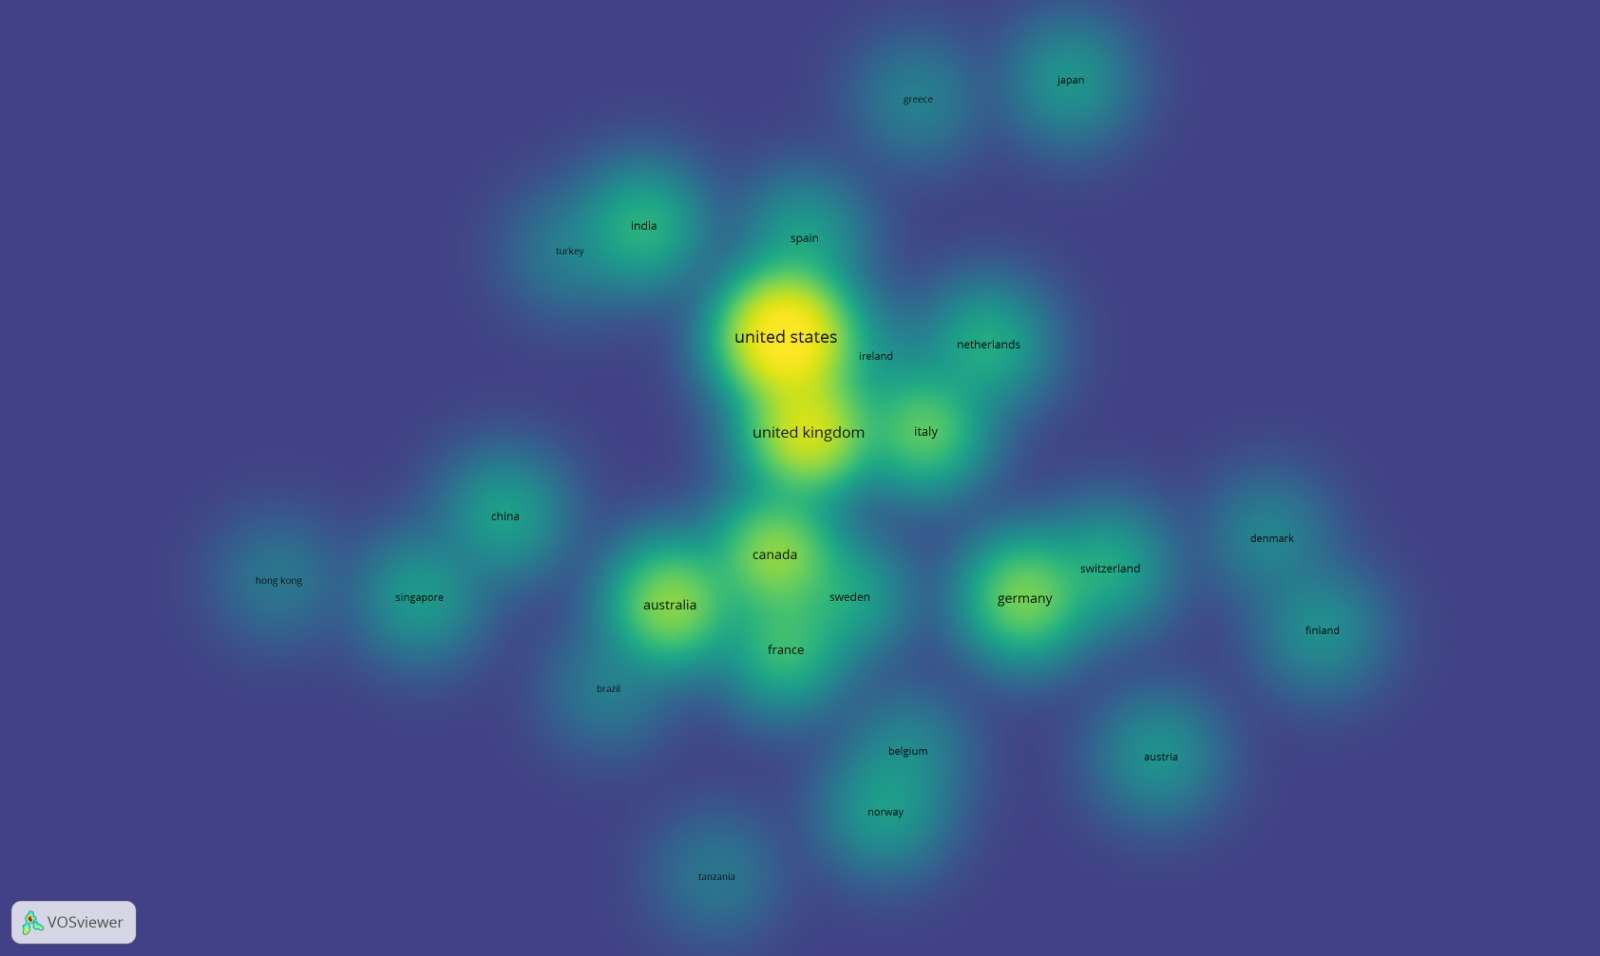 japan
greece
india
spain
turkey
united states
netherlands
ireland
united kingdom
italy
china
denmark
canada
switzerland
hong kong
singapore
sweden
germany
australia
finland
france
brazil
belgium
austria
norway
tanzania
VOSviewer